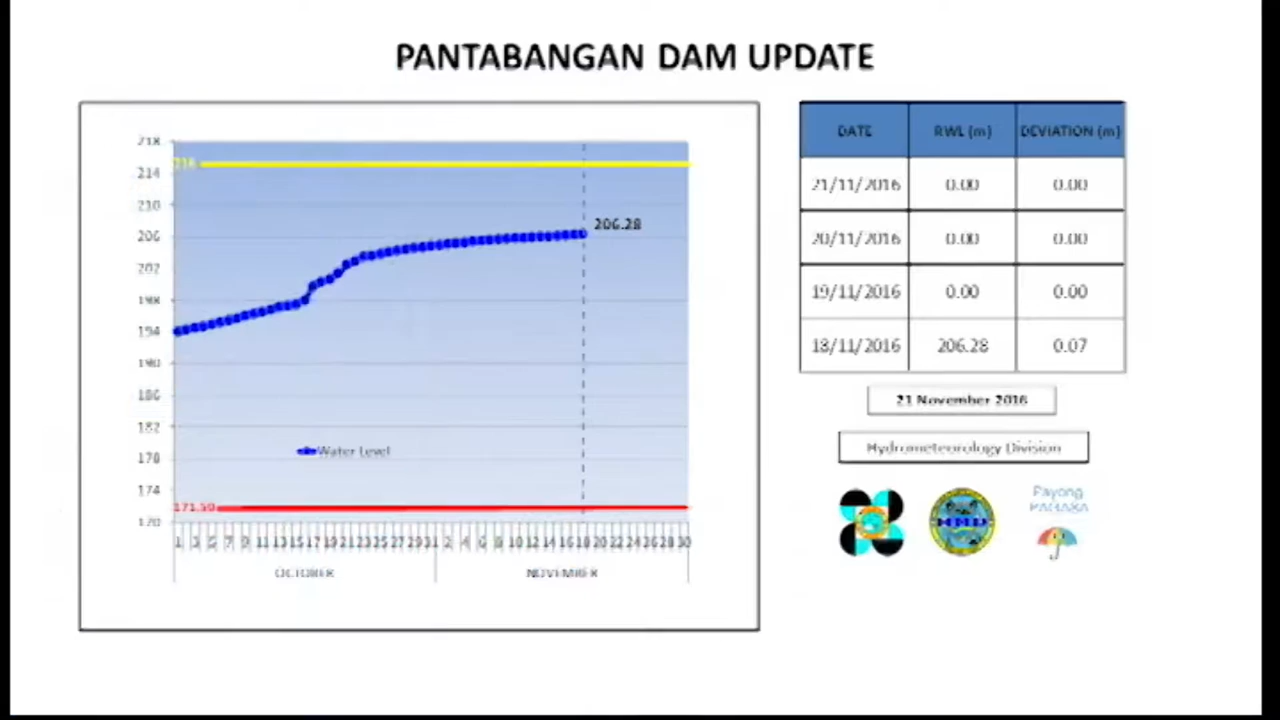 PANTABANGAN DAM UPDATE
218
214
210
206
202
198
194
190
186
182
178
174
170
171.50
206.28
Water Level
1 3 5 7 9 11 13 15 17 19 21 23 25 27 29 31 2 4 6 8 10 12 14 16 18 20 22 24 26 28 30
OCTOBER NOVEMBER
DATE RWL (m) DEVIATION (m)
21/11/2016 0.00 0.00
20/11/2016 0.00 0.00
19/11/2016 0.00 0.00
18/11/2016 206.28 0.07
21 November 2016
Hydrometeorology Division
Payong
PAGASA